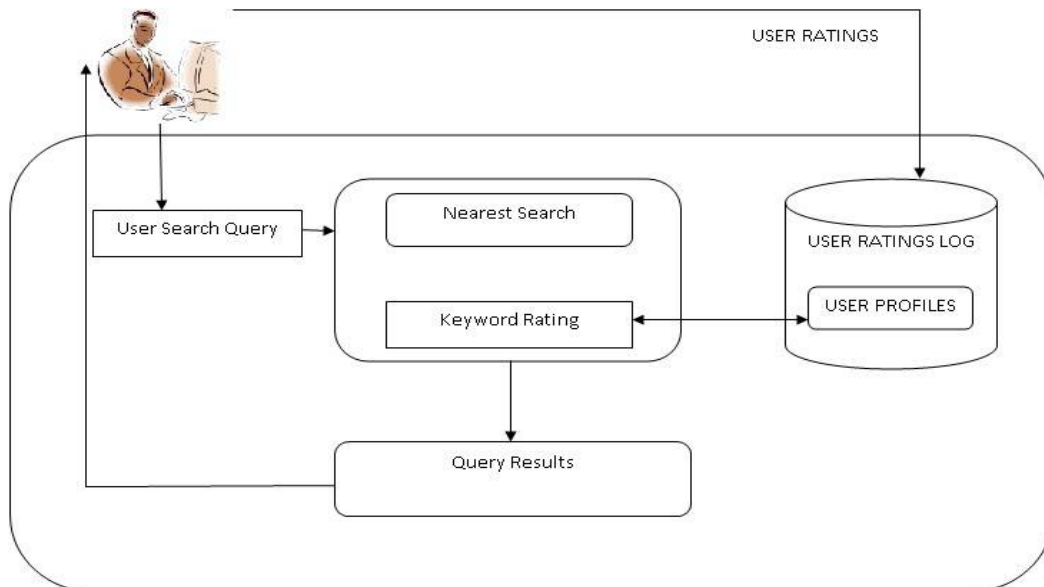 USER RATINGS
User Search Query
Nearest Search
USER RATINGS LOG
Keyword Rating
USER PROFILES
Query Results